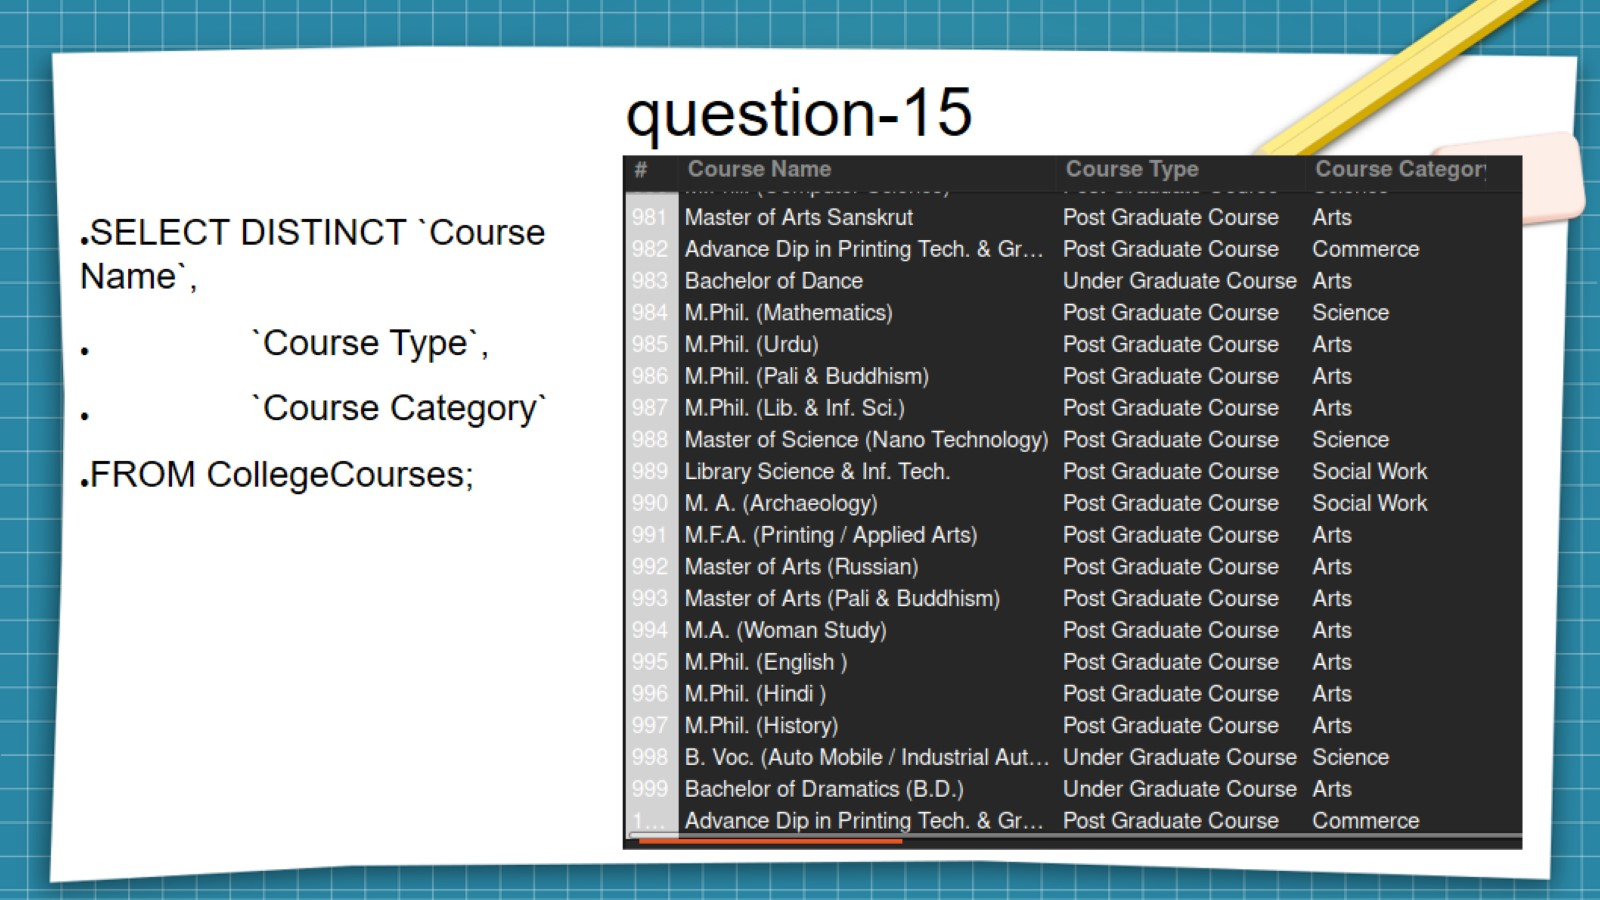 question-15
•SELECT DISTINCT `Course
Name`,
• `Course Type`,
• `Course Category`
•FROM CollegeCourses;
# Course Name Course Type Course Category
981 Master of Arts Sanskrut Post Graduate Course Arts
982 Advance Dip in Printing Tech. & Gr... Post Graduate Course Commerce
983 Bachelor of Dance Under Graduate Course Arts
984 M.Phil. (Mathematics) Post Graduate Course Science
985 M.Phil. (Urdu) Post Graduate Course Arts
986 M.Phil. (Pali & Buddhism) Post Graduate Course Arts
987 M.Phil. (Lib. & Inf. Sci.) Post Graduate Course Arts
988 Master of Science (Nano Technology) Post Graduate Course Science
989 Library Science & Inf. Tech. Post Graduate Course Social Work
990 M. A. (Archaeology) Post Graduate Course Social Work
991 M.F.A. (Printing / Applied Arts) Post Graduate Course Arts
992 Master of Arts (Russian) Post Graduate Course Arts
993 Master of Arts (Pali & Buddhism) Post Graduate Course Arts
994 M.A. (Woman Study) Post Graduate Course Arts
995 M.Phil. (English ) Post Graduate Course Arts
996 M.Phil. (Hindi ) Post Graduate Course Arts
997 M.Phil. (History) Post Graduate Course Arts
998 B. Voc. (Auto Mobile / Industrial Aut... Under Graduate Course Science
999 Bachelor of Dramatics (B.D.) Under Graduate Course Arts
1... Advance Dip in Printing Tech. & Gr... Post Graduate Course Commerce